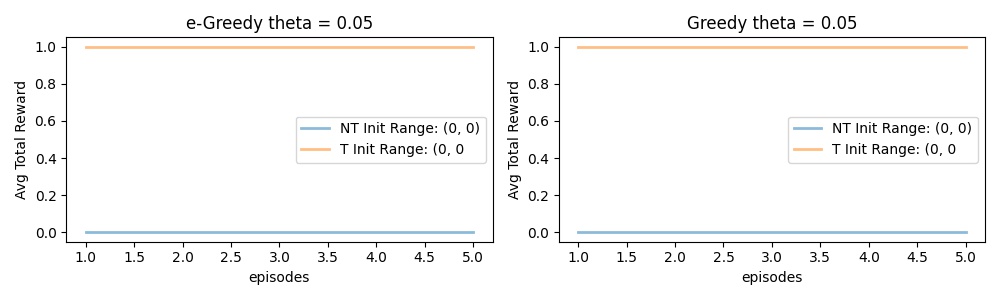 e-Greedy theta = 0.05
Avg Total Reward
1.0
0.8
0.6
0.4
0.2
0.0
NT Init Range: (0, 0)
T Init Range: (0, 0
1.0 1.5 2.0 2.5 3.0 3.5 4.0 4.5 5.0
episodes
Greedy theta = 0.05
Avg Total Reward
1.0
0.8
0.6
0.4
0.2
0.0
NT Init Range: (0, 0)
T Init Range: (0, 0
1.0 1.5 2.0 2.5 3.0 3.5 4.0 4.5 5.0
episodes